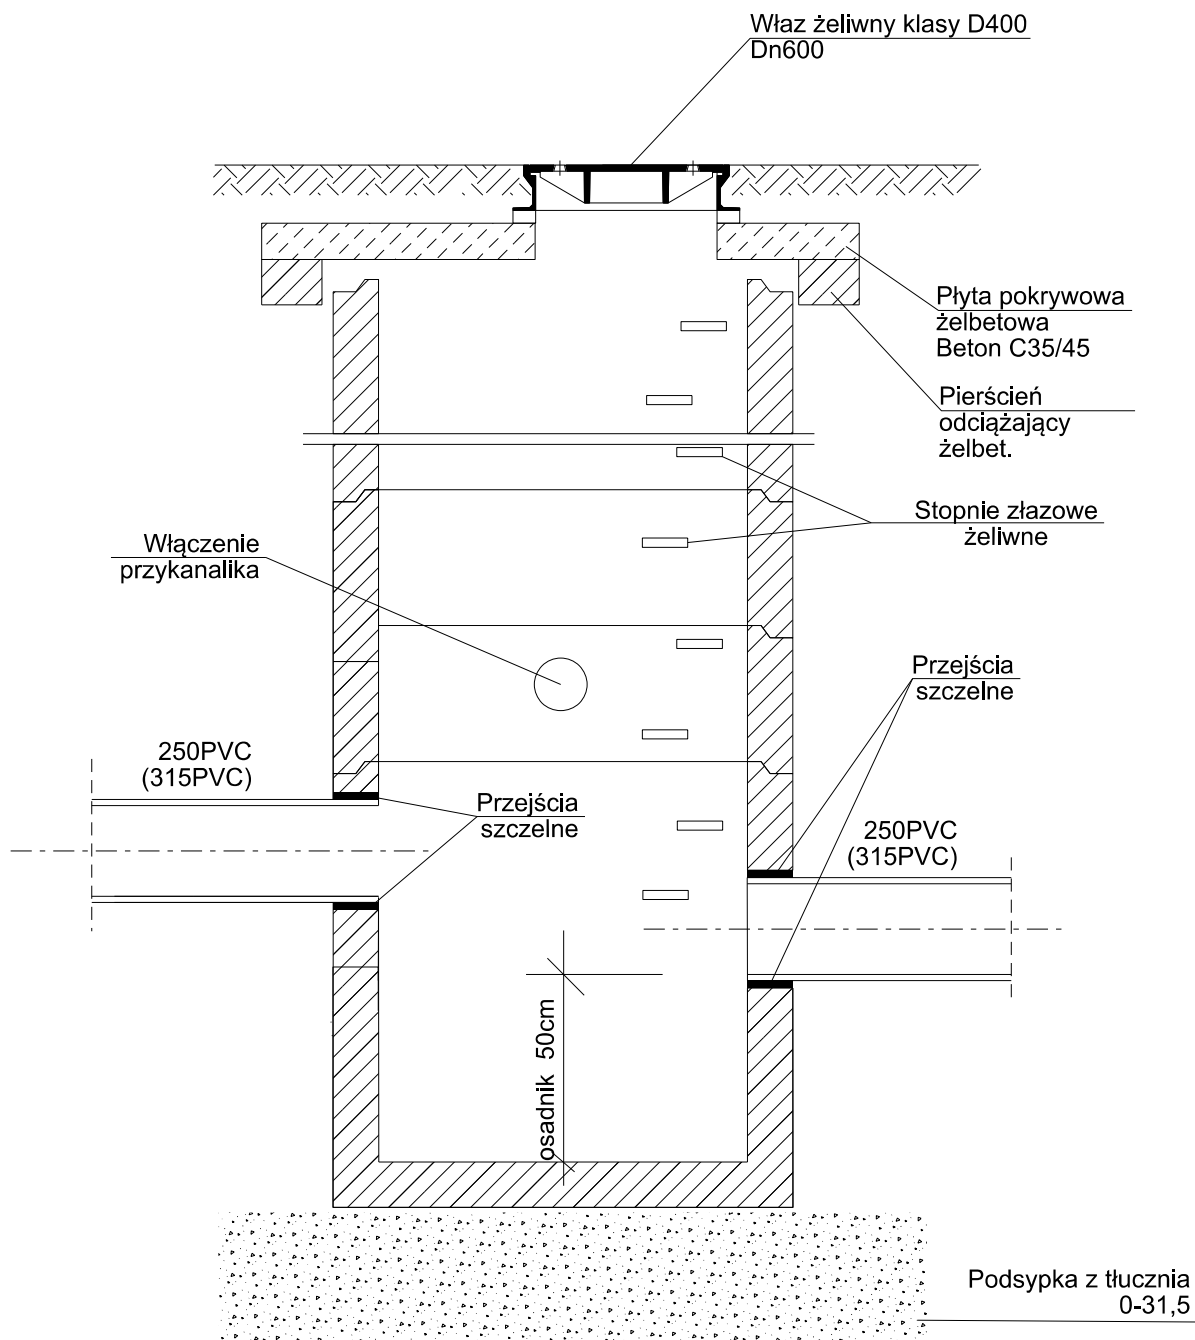 Właz żeliwny klasy D400
Dn600
Płyta pokrywowa
żelbetowa
Beton C35/45
Pierścień
odciążający
żelbet.
Stopnie złazowe
żeliwne
Włączenie
przykanalika
Przejścia
szczelne
250PVC
(315PVC)
Przejścia
szczelne
250PVC
(315PVC)
osadnik 50cm
Podsypka z tłucznia
0-31,5